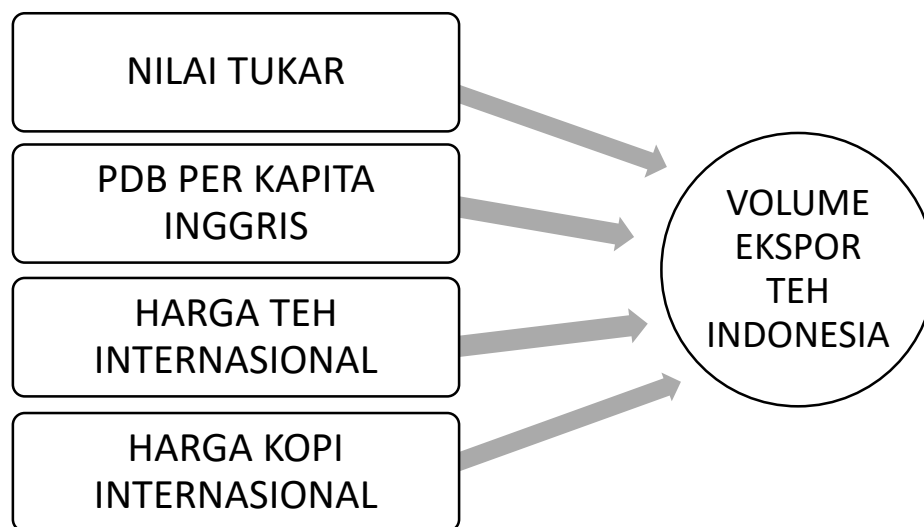 NILAI TUKAR
PDB PER KAPITA
INGGRIS
HARGA TEH
INTERNASIONAL
HARGA KOPI
INTERNASIONAL
VOLUME
EKSPOR
TEH
INDONESIA